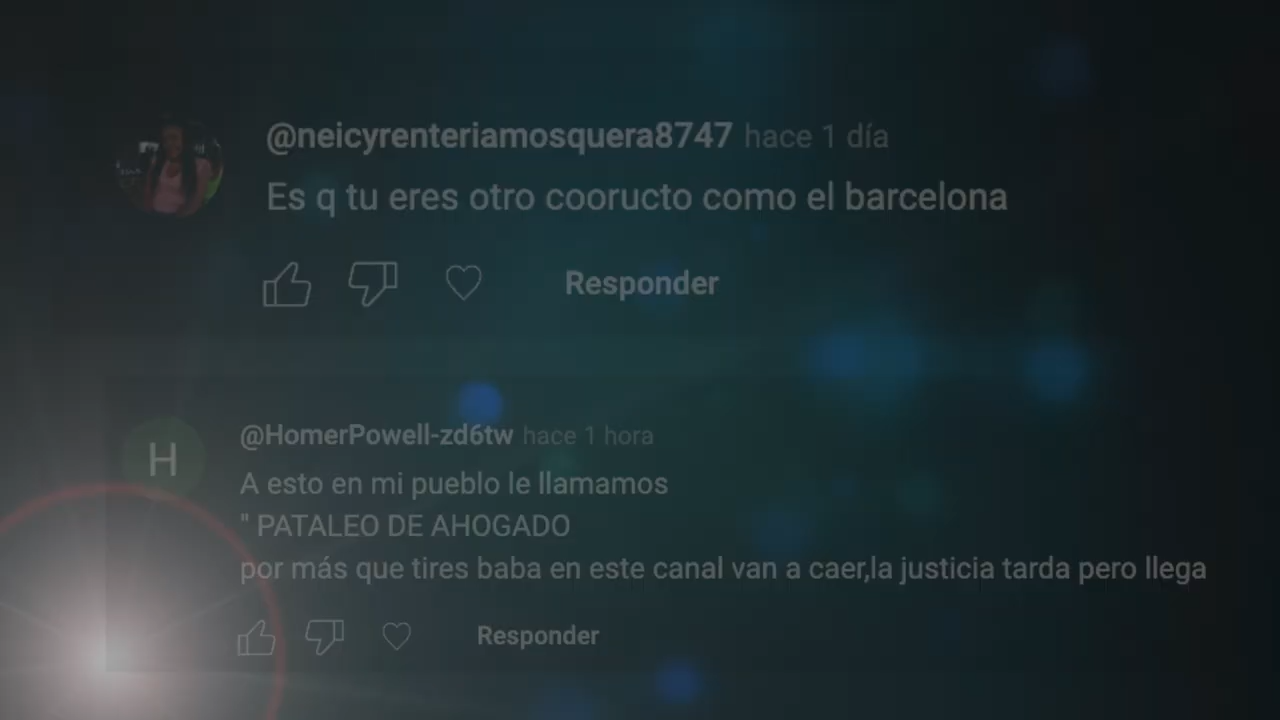 @neicyrenteriamosquera8747 hace 1 día
Es q tu eres otro cooructo como el barcelona
Responder
H
@HomerPowell-zd6tw hace 1 hora
A esto en mi pueblo le llamamos
" PATALEO DE AHOGADO
por más que tires baba en este canal van a caer,la justicia tarda pero llega
Responder